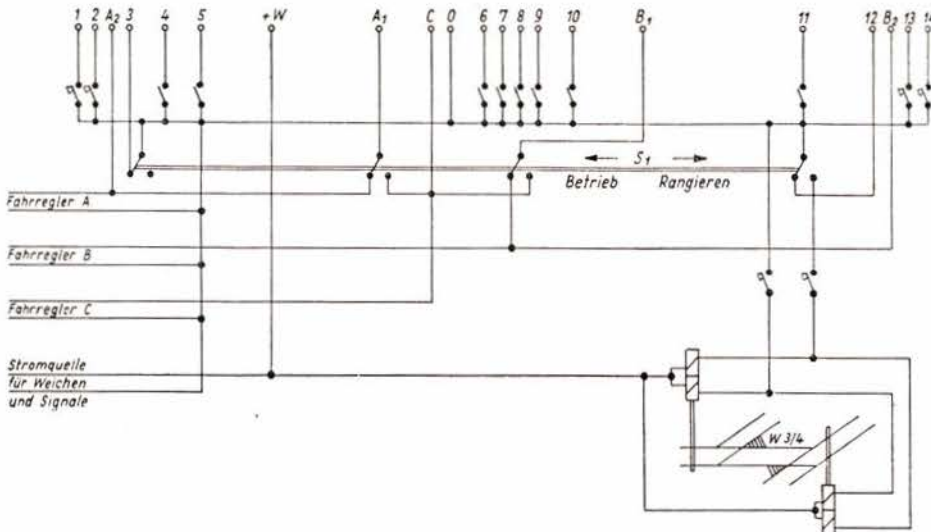 1 2 A2 3 4 5 +W A1 C 0 6 7 8 9 10 B1 11 12 B2 13 14
S1
Betrieb Rangieren
Fahrregler A
Fahrregler B
Fahrregler C
Stromquelle
für Weichen
und Signale
W 3/4